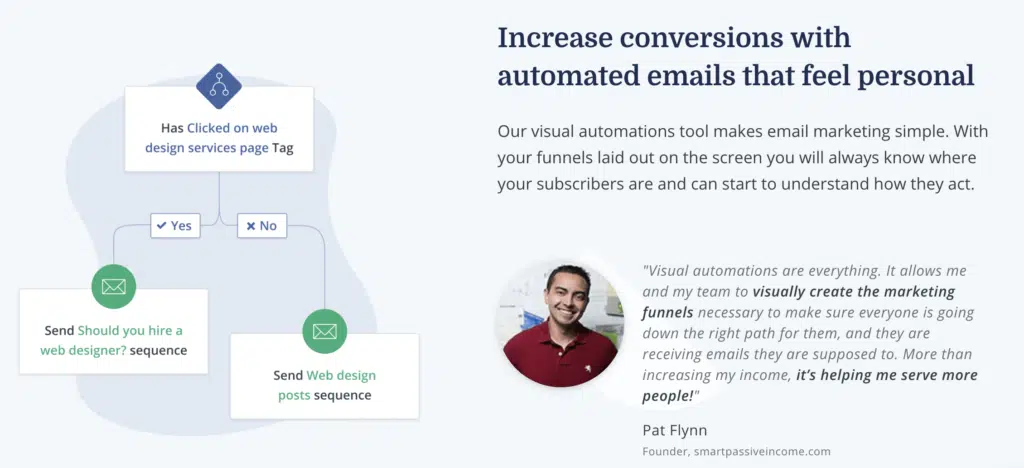 Increase conversions with
automated emails that feel personal
Our visual automations tool makes email marketing simple. With
your funnels laid out on the screen you will always know where
your subscribers are and can start to understand how they act.
Has Clicked on web
design services page Tag
Yes
No
Send Should you hire a
web designer? sequence
Send Web design
posts sequence
"Visual automations are everything. It allows me
and my team to visually create the marketing
funnels necessary to make sure everyone is going
down the right path for them, and they are
receiving emails they are supposed to. More than
increasing my income, it's helping me serve more
people!"
Pat Flynn
Founder, smartpassiveincome.com